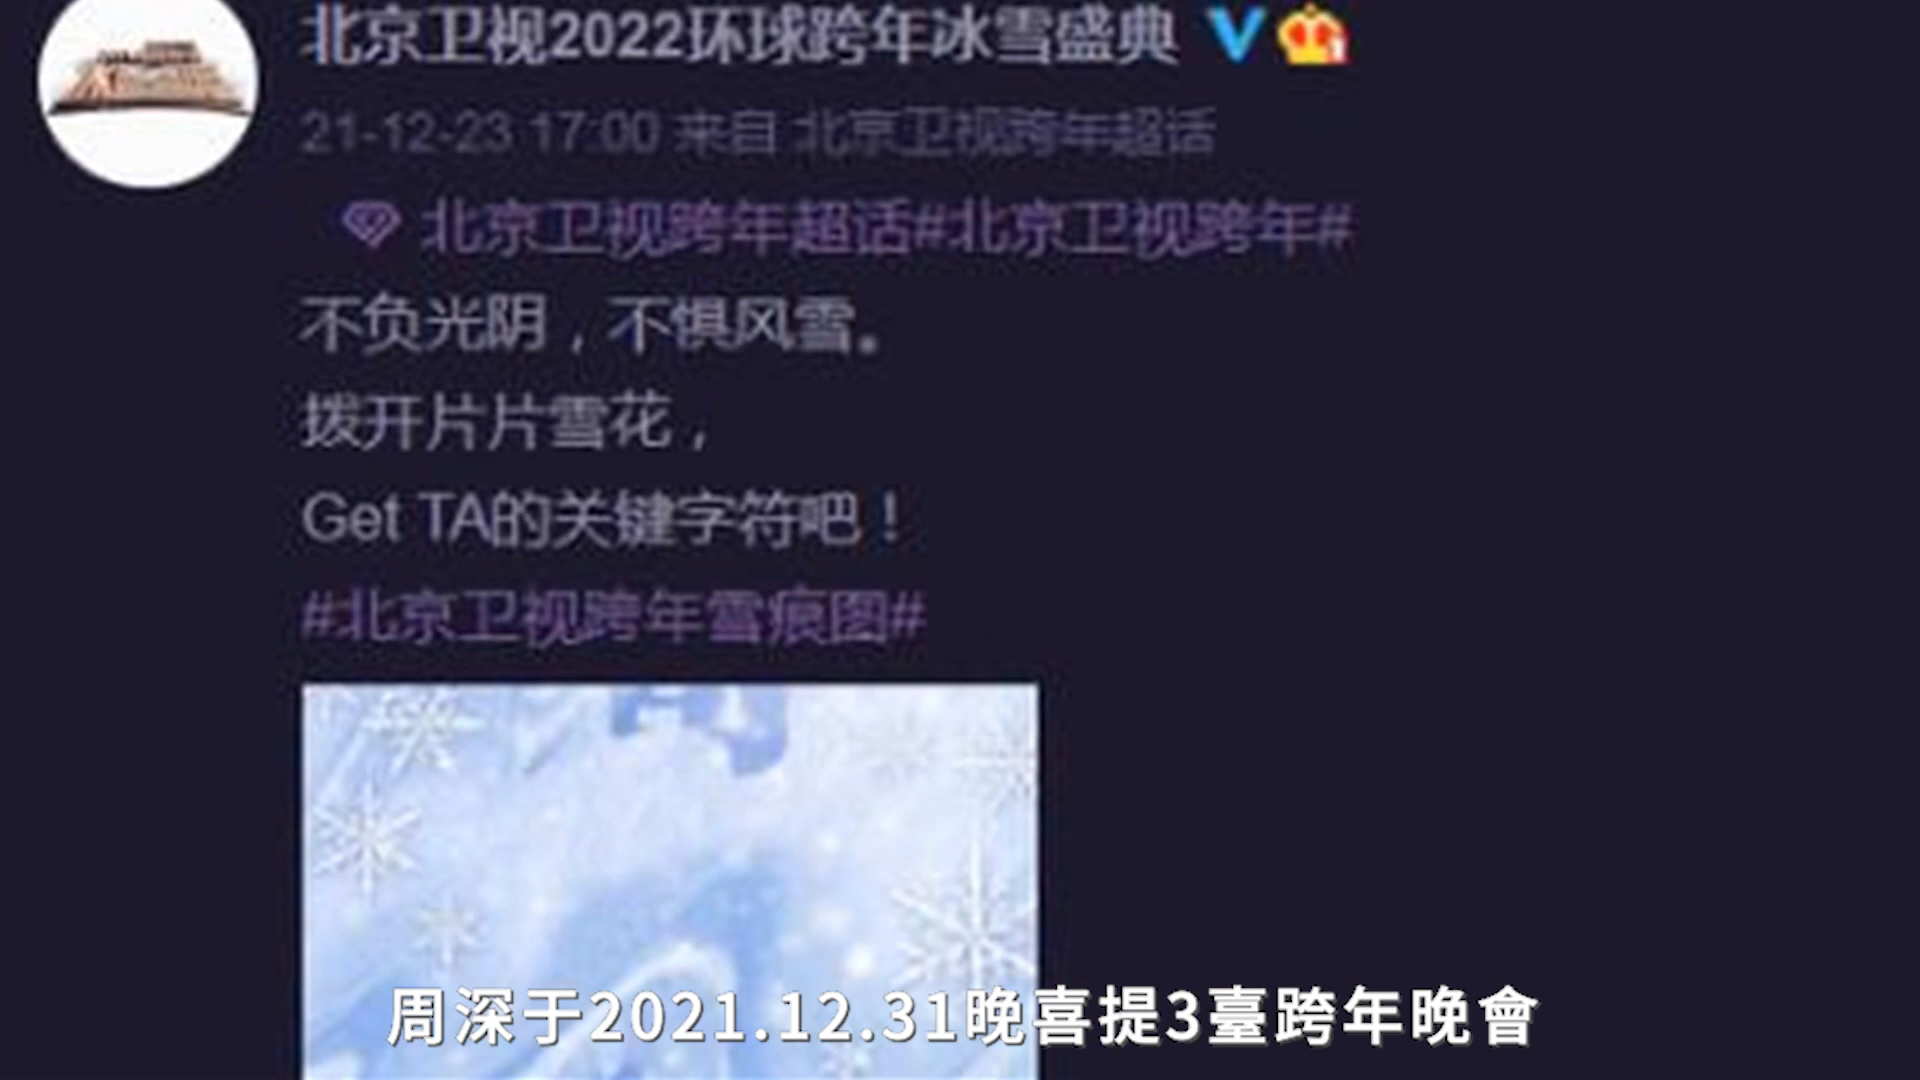 北京卫视2022环球跨年冰雪盛典
21-12-23 17:00 来自 北京卫视跨年超话
北京卫视跨年超话#北京卫视跨年#
不负光阴，不惧风雪。
拨开片片雪花，
Get TA的关键字符吧！
#北京卫视跨年雪痕图#
周深于2021.12.31晚喜提3臺跨年晚會